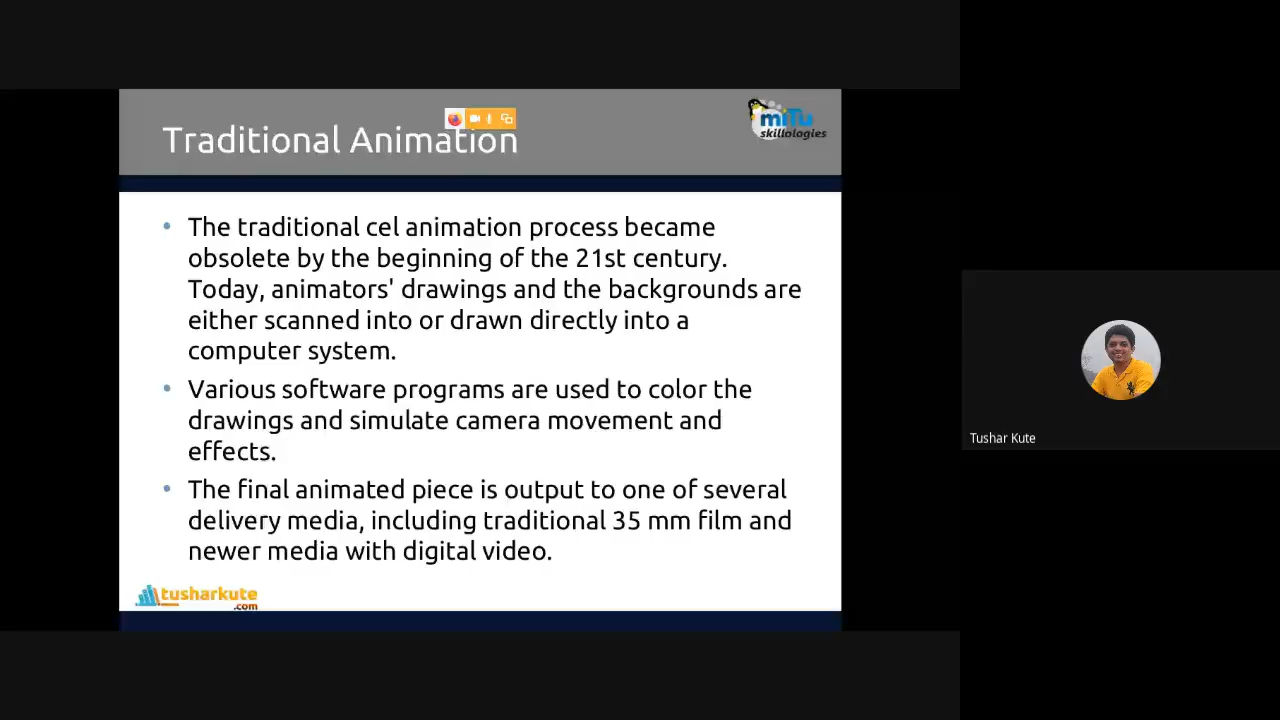 Traditional Animation
miTu
skillologies
• The traditional cel animation process became
obsolete by the beginning of the 21st century.
Today, animators' drawings and the backgrounds are
either scanned into or drawn directly into a
computer system.
• Various software programs are used to color the
drawings and simulate camera movement and
effects.
• The final animated piece is output to one of several
delivery media, including traditional 35 mm film and
newer media with digital video.
tusharkute
.com
Tushar Kute